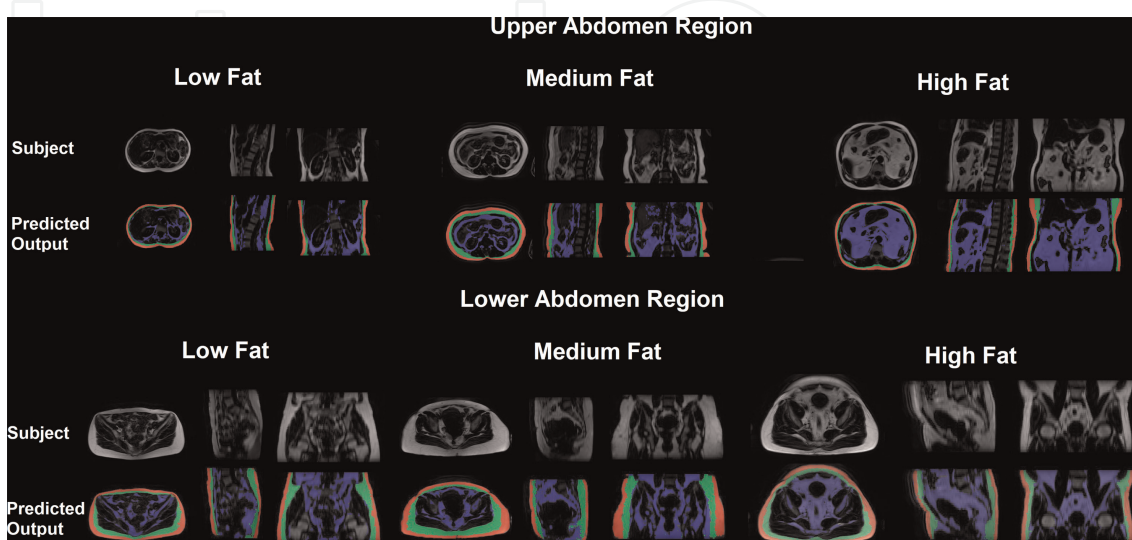 Upper Abdomen Region
Low Fat
Medium Fat
High Fat
Subject
Predicted
Output
Lower Abdomen Region
Low Fat
Medium Fat
High Fat
Subject
Predicted
Output